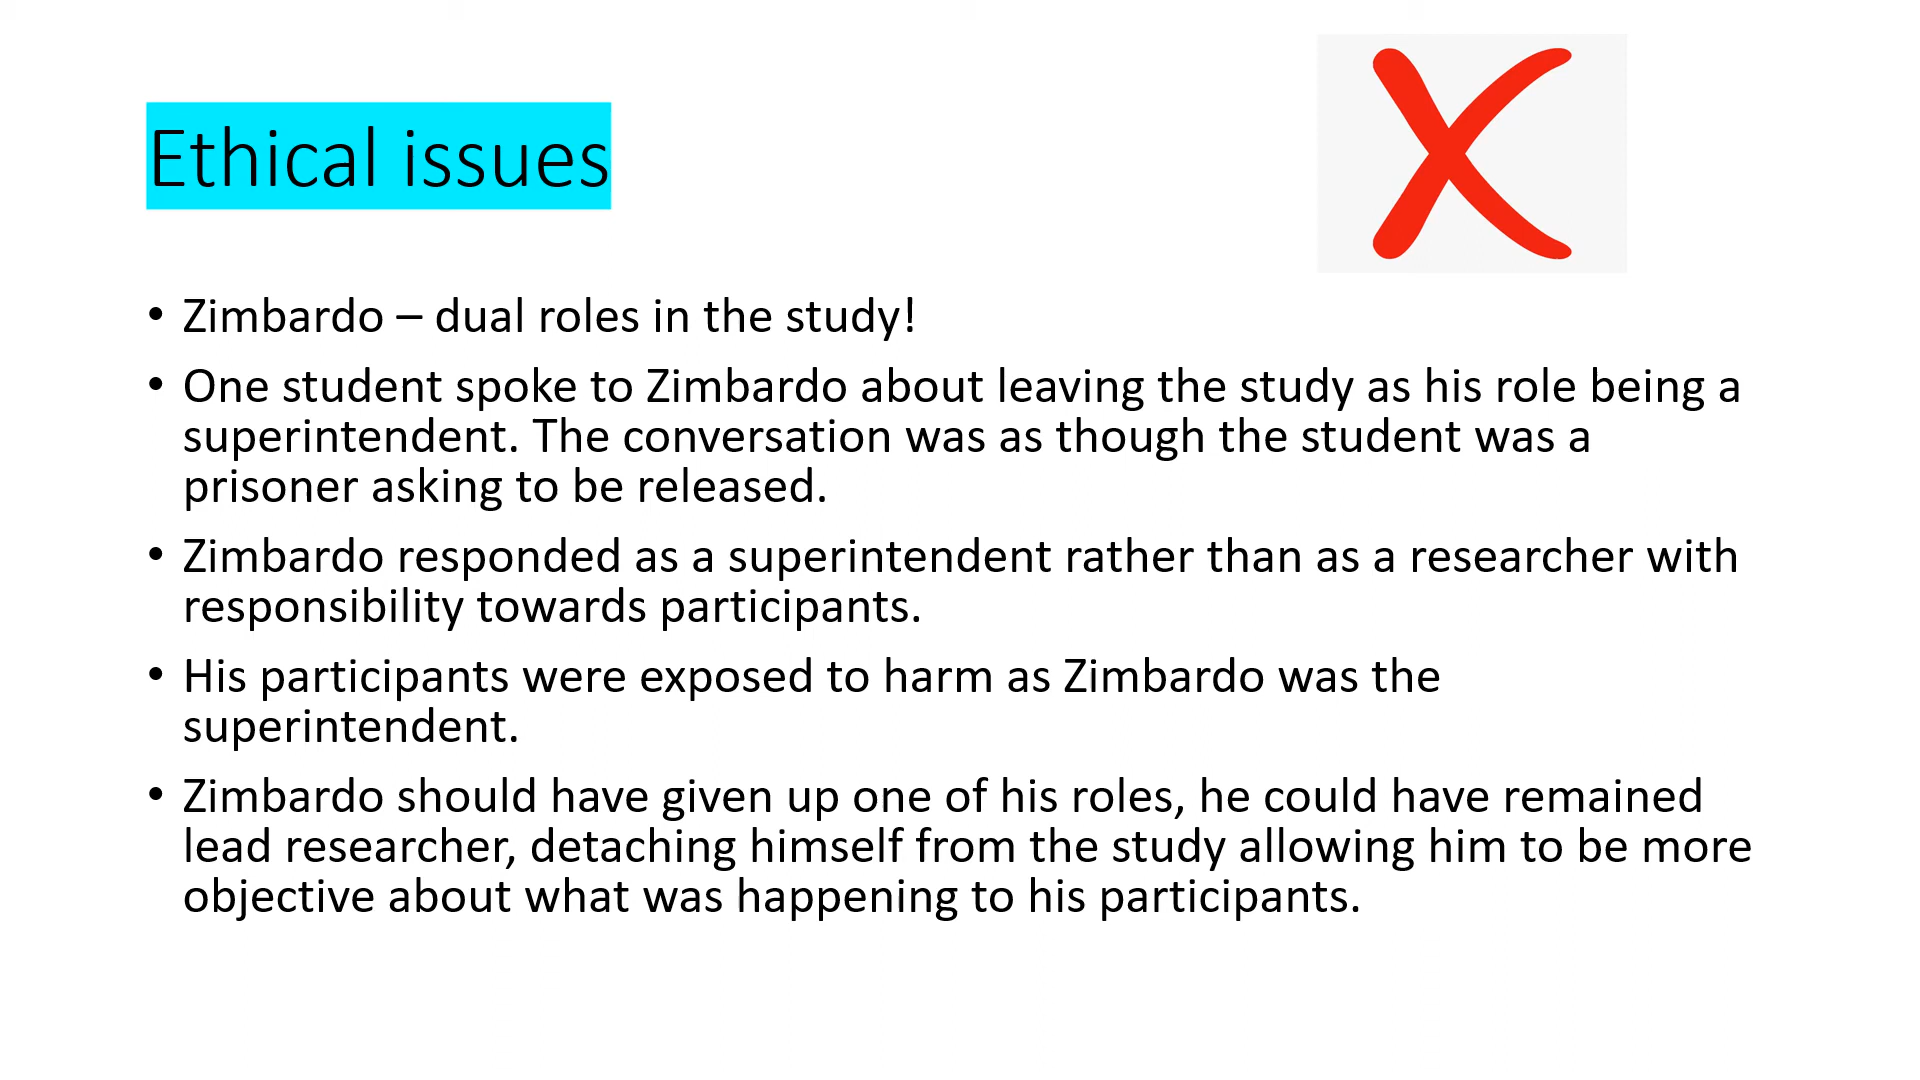 Ethical issues
• Zimbardo – dual roles in the study!
• One student spoke to Zimbardo about leaving the study as his role being a
superintendent. The conversation was as though the student was a
prisoner asking to be released.
• Zimbardo responded as a superintendent rather than as a researcher with
responsibility towards participants.
• His participants were exposed to harm as Zimbardo was the
superintendent.
• Zimbardo should have given up one of his roles, he could have remained
lead researcher, detaching himself from the study allowing him to be more
objective about what was happening to his participants.